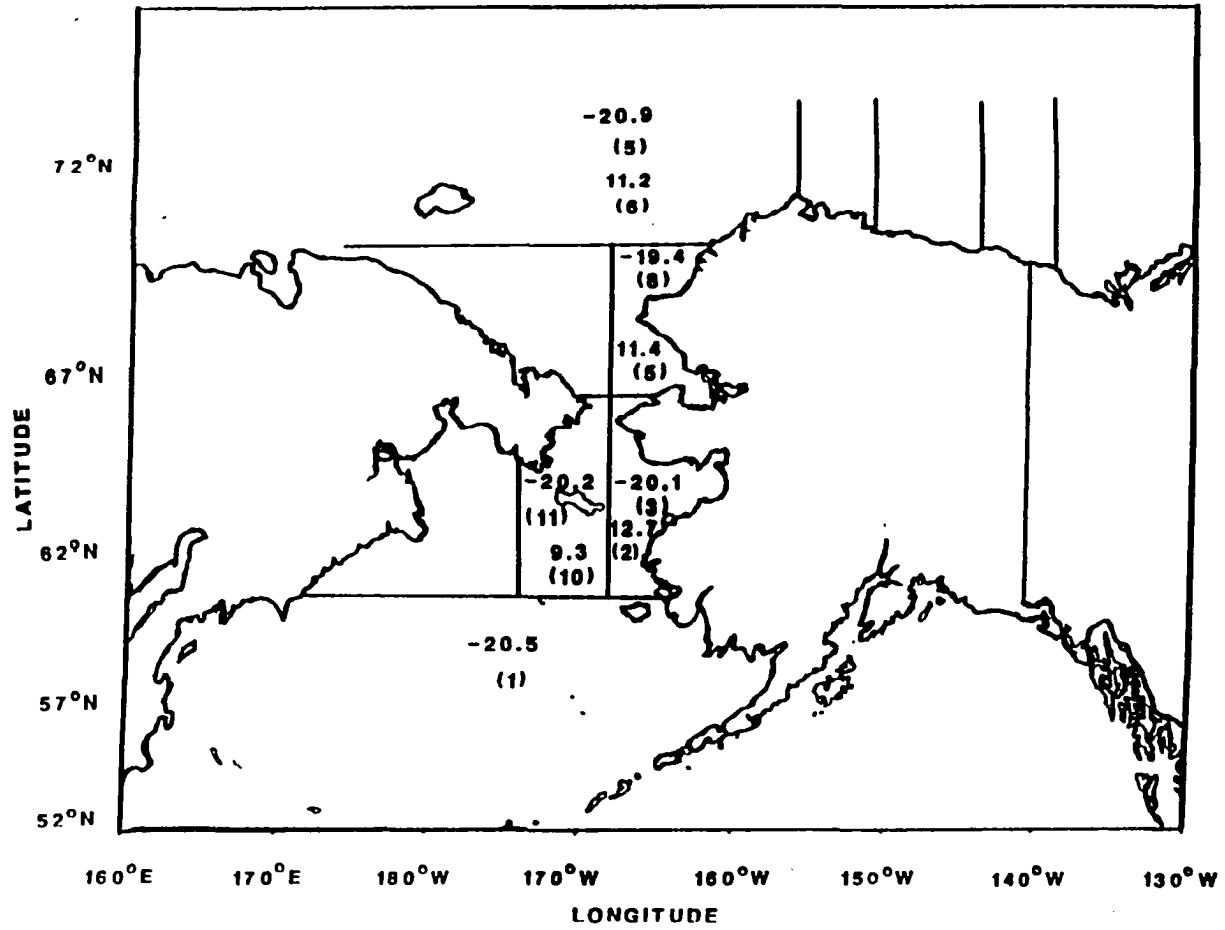 -20.9
(5)
11.2
(6)
72°N
-19.4
(8)
11.4
(5)
67°N
-20.2
(11)
9.3
(10)
-20.1
(3)
12.7
(2)
62°N
-20.5
(1)
57°N
52°N
LATITUDE
160°E 170°E 180°W 170°W 160°W 150°W 140°W 130°W
LONGITUDE